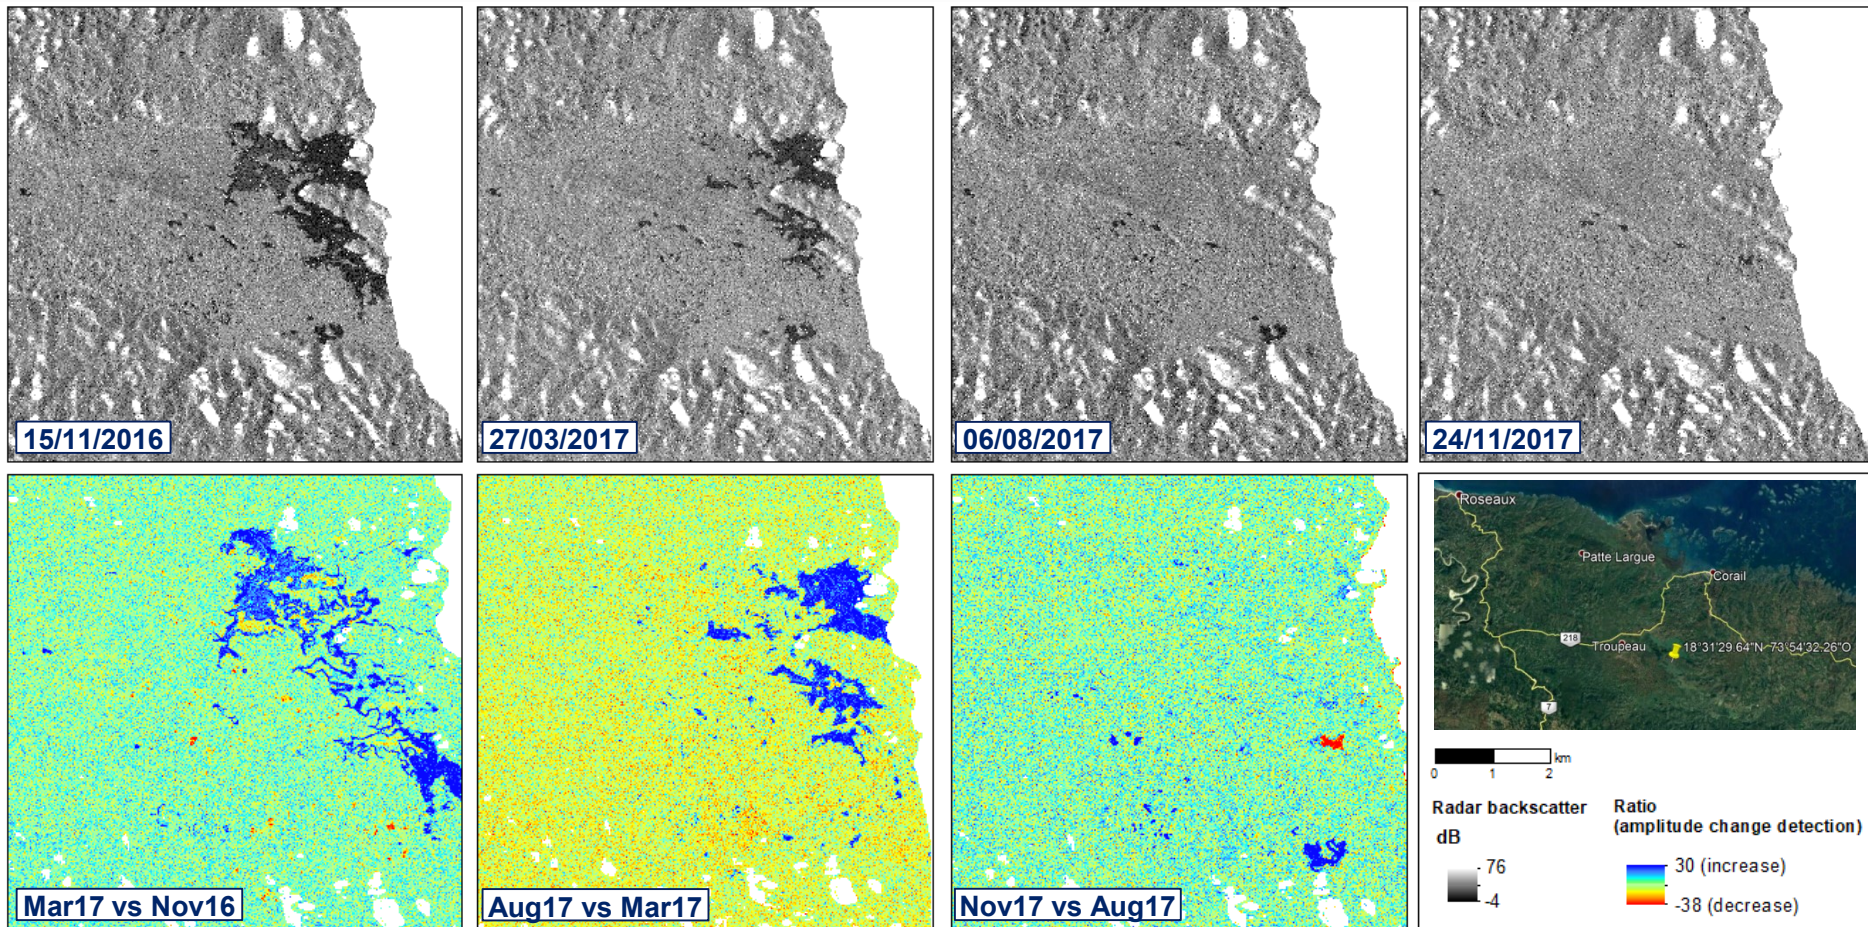 15/11/2016
27/03/2017
06/08/2017
24/11/2017
Mar17 vs Nov16
Aug17 vs Mar17
Nov17 vs Aug17
Roseaux
Patte Largue
Corail
218
Troupeau
18°31'29.64"N 73°54'32.26"O
7
km
0 1 2
Radar backscatter
dB
76
-4
Ratio
(amplitude change detection)
30 (increase)
-38 (decrease)